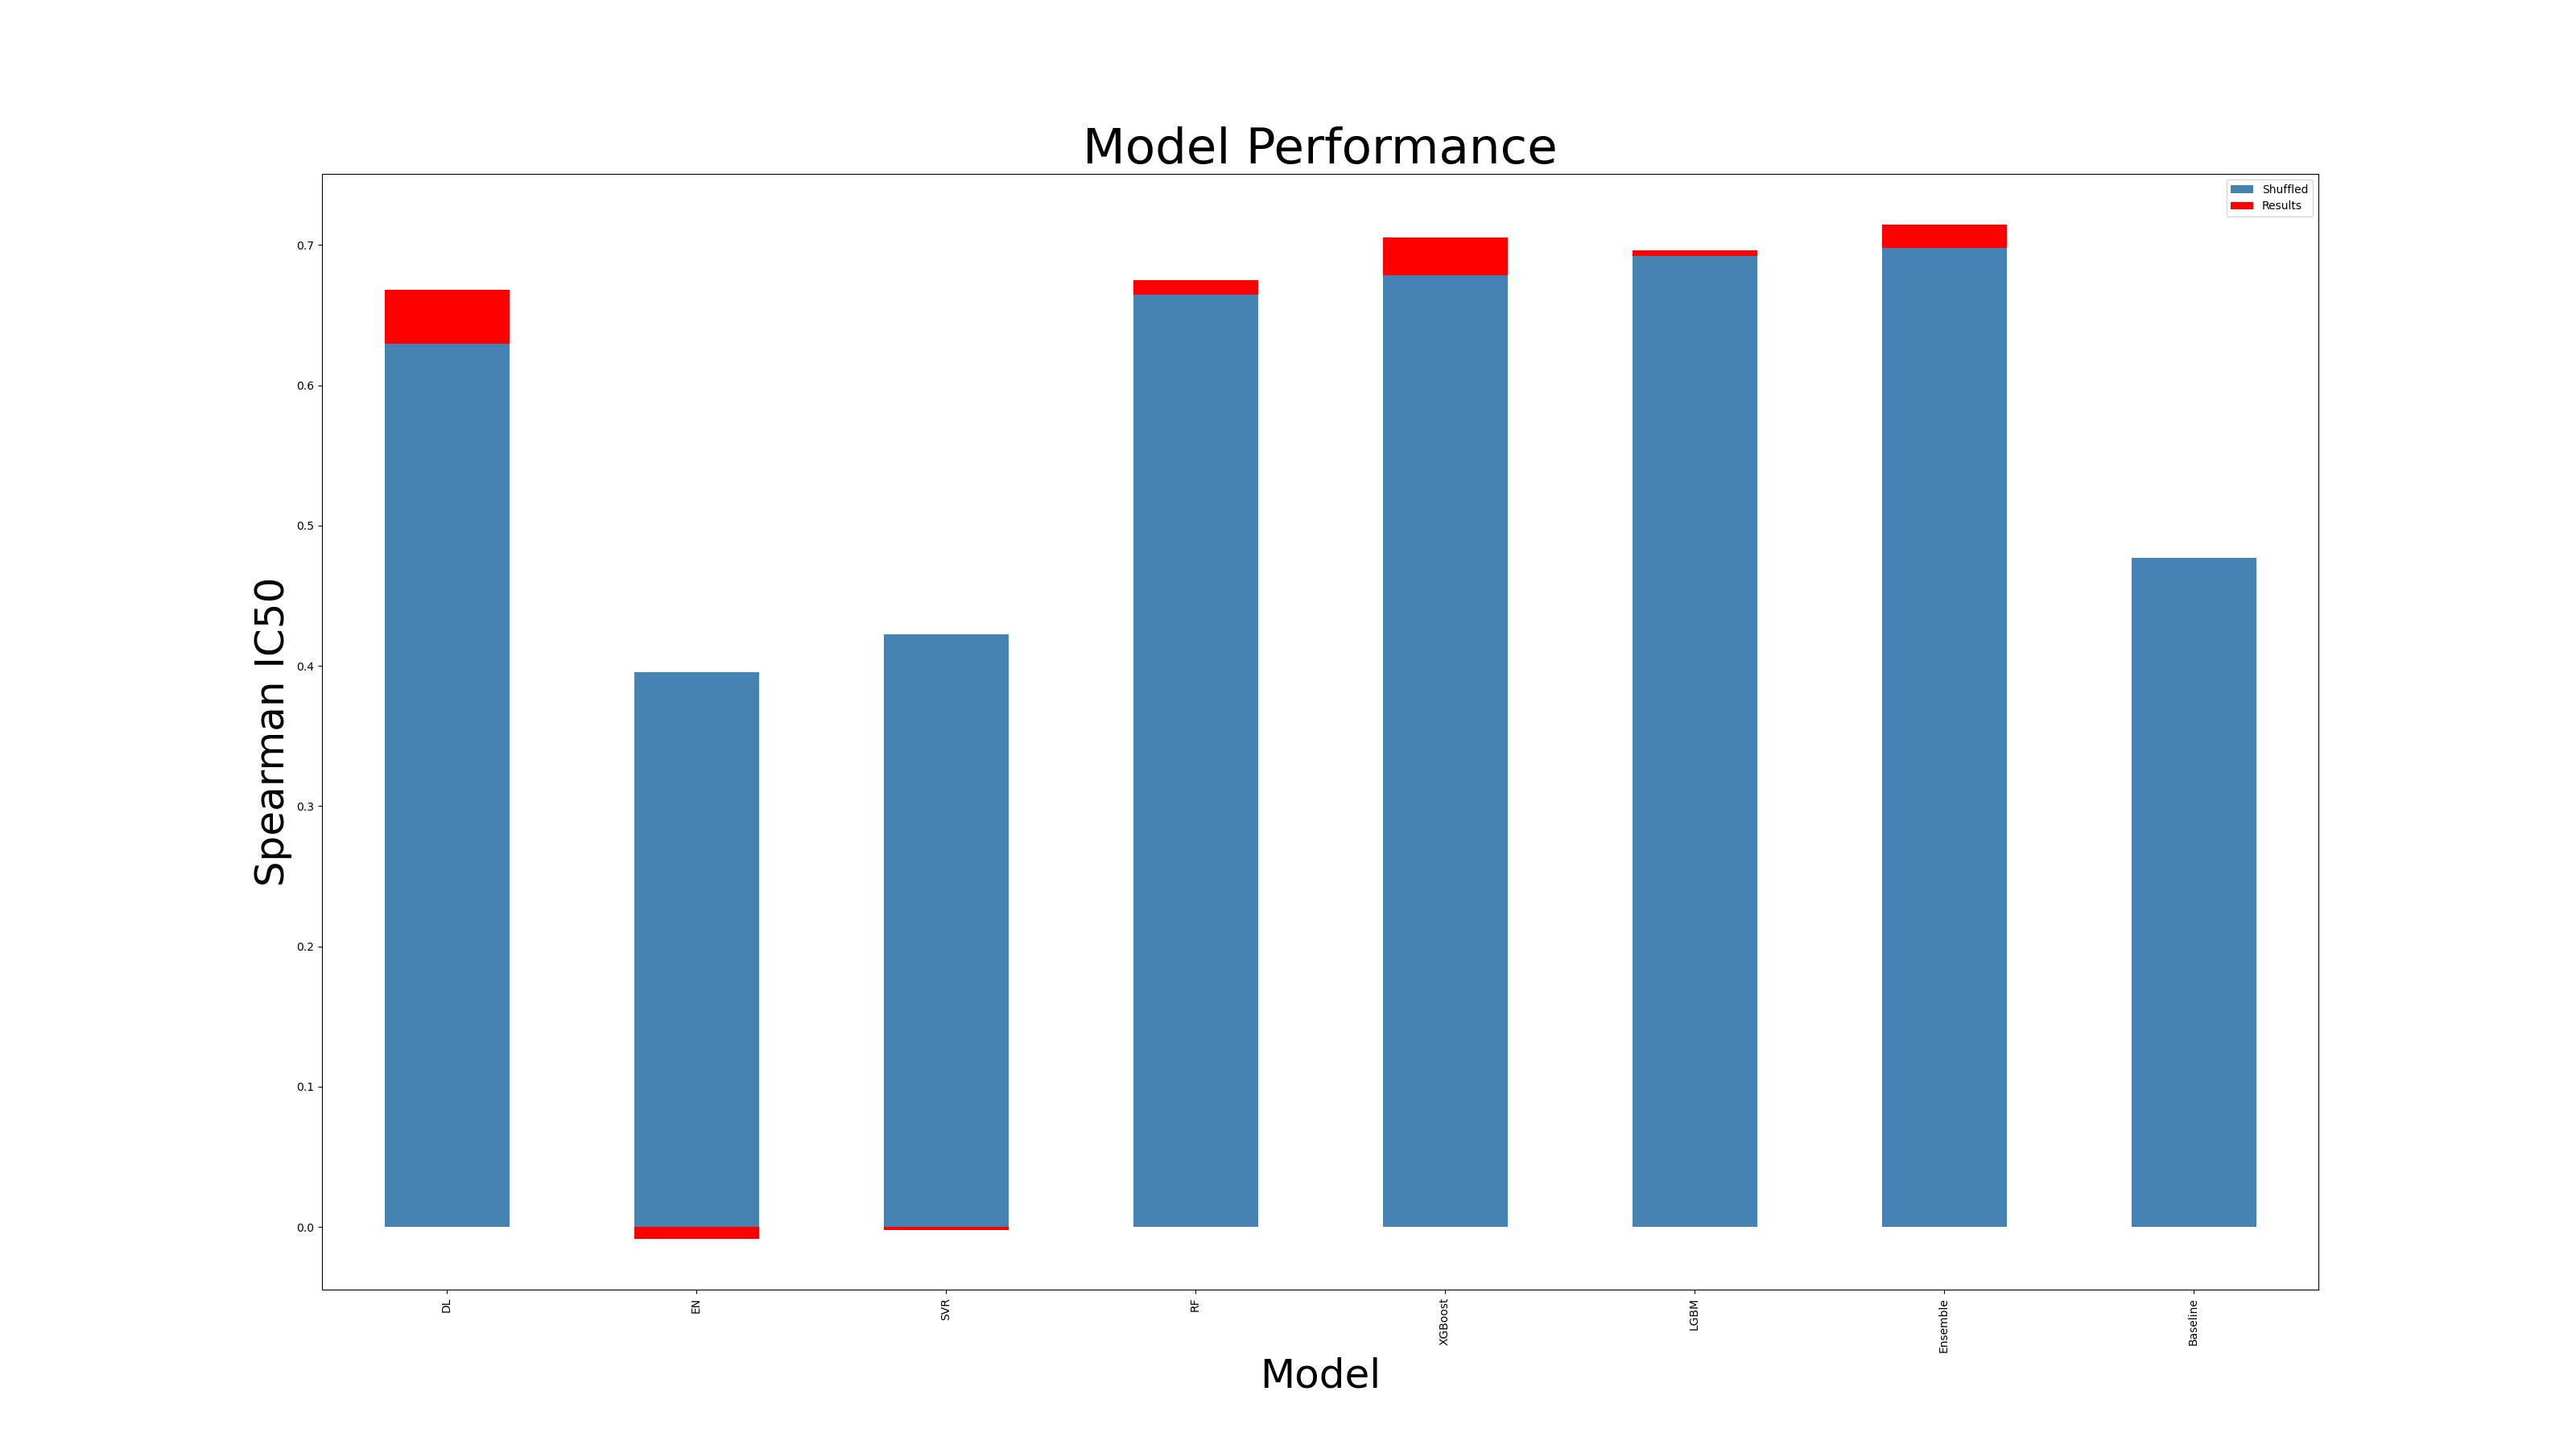 Model Performance
Shuffled
Results
Spearman IC50
0.7
0.6
0.5
0.4
0.3
0.2
0.1
0.0
DL
EN
SVR
RF
XGBoost
LGBM
Ensemble
Baseline
Model